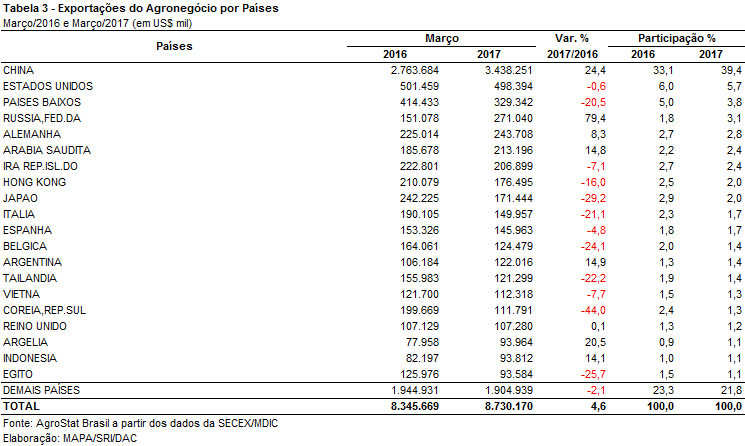 Tabela 3 - Exportações do Agronegócio por Países
Março/2016 e Março/2017 (em US$ mil)
Países Março Var. % Participação %
2016 2017 2017/2016 2016 2017
CHINA 2.763.684 3.438.251 24,4 33,1 39,4
ESTADOS UNIDOS 501.459 498.394 -0,6 6,0 5,7
PAISES BAIXOS 414.433 329.342 -20,5 5,0 3,8
RUSSIA,FED.DA 151.078 271.040 79,4 1,8 3,1
ALEMANHA 225.014 243.708 8,3 2,7 2,8
ARABIA SAUDITA 185.678 213.196 14,8 2,2 2,4
IRA REP.ISL.DO 222.801 206.899 -7,1 2,7 2,4
HONG KONG 210.079 176.495 -16,0 2,5 2,0
JAPAO 242.225 171.444 -29,2 2,9 2,0
ITALIA 190.105 149.957 -21,1 2,3 1,7
ESPANHA 153.326 145.963 -4,8 1,8 1,7
BELGICA 164.061 124.479 -24,1 2,0 1,4
ARGENTINA 106.184 122.016 14,9 1,3 1,4
TAILANDIA 155.983 121.299 -22,2 1,9 1,4
VIETNA 121.700 112.318 -7,7 1,5 1,3
COREIA,REP.SUL 199.669 111.791 -44,0 2,4 1,3
REINO UNIDO 107.129 107.280 0,1 1,3 1,2
ARGELIA 77.958 93.964 20,5 0,9 1,1
INDONESIA 82.197 93.812 14,1 1,0 1,1
EGITO 125.976 93.584 -25,7 1,5 1,1
DEMAIS PAÍSES 1.944.931 1.904.939 -2,1 23,3 21,8
TOTAL 8.345.669 8.730.170 4,6 100,0 100,0
Fonte: AgroStat Brasil a partir dos dados da SECEX/MDIC
Elaboração: MAPA/SRI/DAC